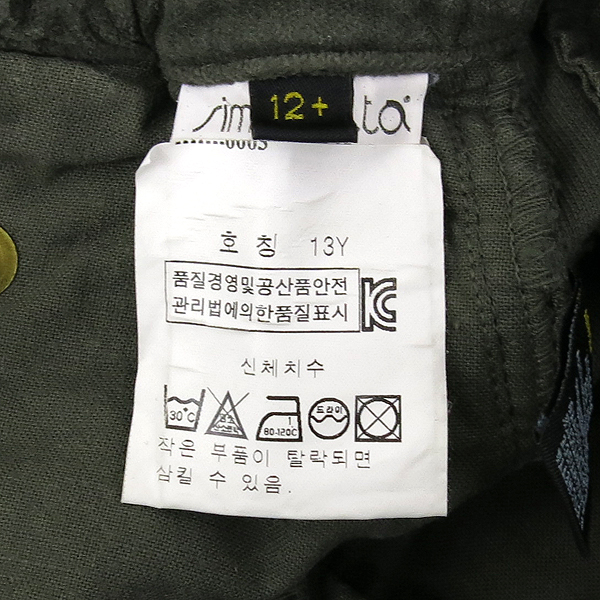 12+
호칭 13Y
품질경영및공산품안전
관리법에의한품질표시
신체치수
30°C 드라이 80-120C
작은 부품이 탈락되면
삼킬 수 있음.